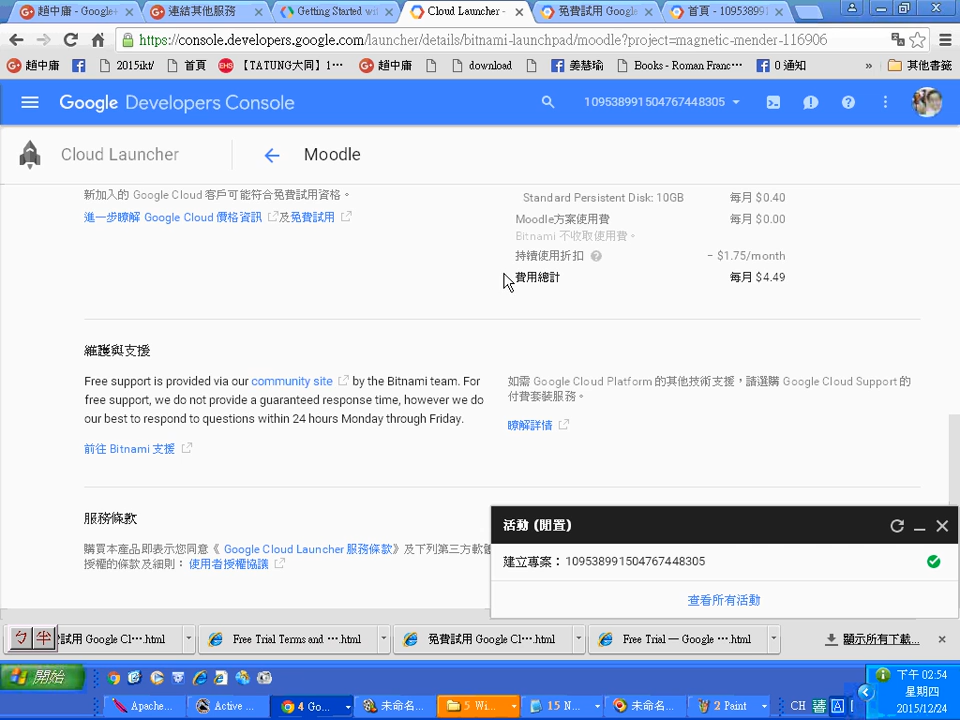 趙中庸 - Google+
連結其他服務
Getting Started wi
Cloud Launcher -
免費試用 Google
首頁 - 10953899
https://console.developers.google.com/launcher/details/bitnami-launchpad/moodle?project=magnetic-mender-116906
趙中庸
2015ikt/
首頁
【TATUNG大同】1…
趙中庸
download
姜慧瑜
Books - Roman Franc…
0 通知
»
其他書籤
Google Developers Console
109538991504767448305
Cloud Launcher
Moodle
新加入的 Google Cloud 客戶可能符合免費試用資格。
進一步瞭解 Google Cloud 價格資訊 及免費試用
Standard Persistent Disk: 10GB 每月 $0.40
Moodle方案使用費 每月 $0.00
Bitnami 不收取使用費。
持續使用折扣 − $1.75/month
費用總計 每月 $4.49
維護與支援
Free support is provided via our community site by the Bitnami team. For
free support, we do not provide a guaranteed response time, however we do
our best to respond to questions within 24 hours Monday through Friday.
前往 Bitnami 支援
如需 Google Cloud Platform 的其他技術支援，請選購 Google Cloud Support 的
付費套裝服務。
瞭解詳情
服務條款
購買本產品即表示您同意《 Google Cloud Launcher 服務條款》及下列第三方軟體
授權的條款及細則： 使用者授權協議
活動 (閒置)
建立專案：109538991504767448305
查看所有活動
ㄅ 半
試用 Google Cl….html
Free Trial Terms and ….html
免費試用 Google Cl….html
Free Trial — Google ….html
顯示所有下載...
開始
Apache...
Active ...
4 Go...
未命名...
5 Wi...
15 N...
未命名...
2 Paint
CH
下午 02:54
星期四
2015/12/24